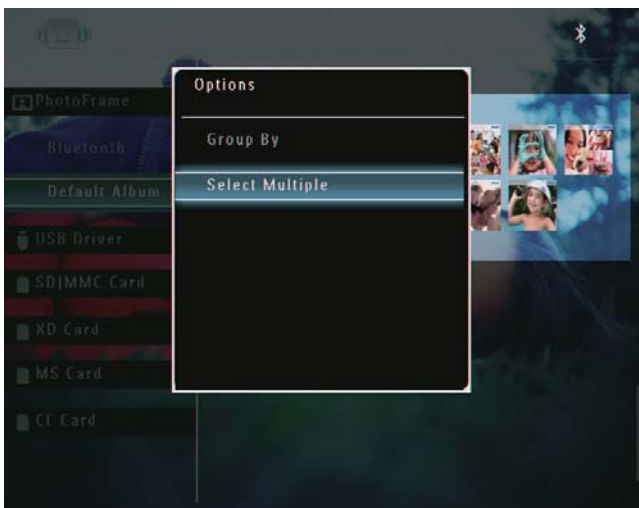 Options
Group By
Select Multiple
PhotoFrame
Bluetooth
Default Album
USB Driver
SD|MMC Card
XD Card
MS Card
CF Card